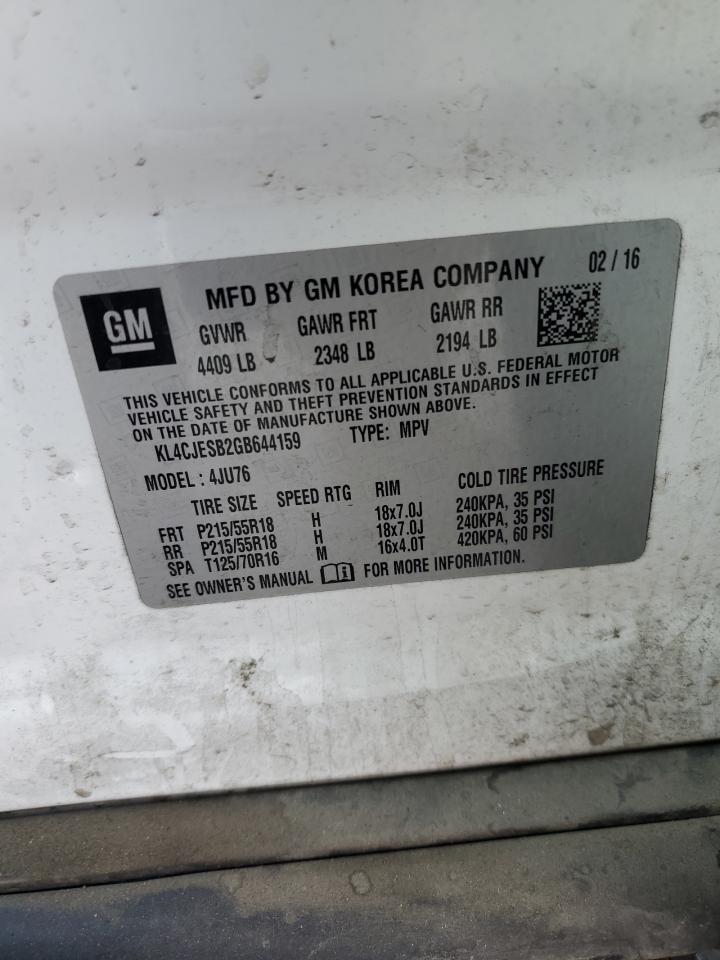 GM
MFD BY GM KOREA COMPANY 02 / 16
GVWR GAWR FRT GAWR RR
4409 LB 2348 LB 2194 LB
THIS VEHICLE CONFORMS TO ALL APPLICABLE U.S. FEDERAL MOTOR
VEHICLE SAFETY AND THEFT PREVENTION STANDARDS IN EFFECT
ON THE DATE OF MANUFACTURE SHOWN ABOVE.
KL4CJESB2GB644159 TYPE: MPV
MODEL : 4JU76
TIRE SIZE SPEED RTG RIM COLD TIRE PRESSURE
FRT P215/55R18 H 18x7.0J 240KPA, 35 PSI
RR P215/55R18 H 18x7.0J 240KPA, 35 PSI
SPA T125/70R16 M 16x4.0T 420KPA, 60 PSI
SEE OWNER'S MANUAL FOR MORE INFORMATION.